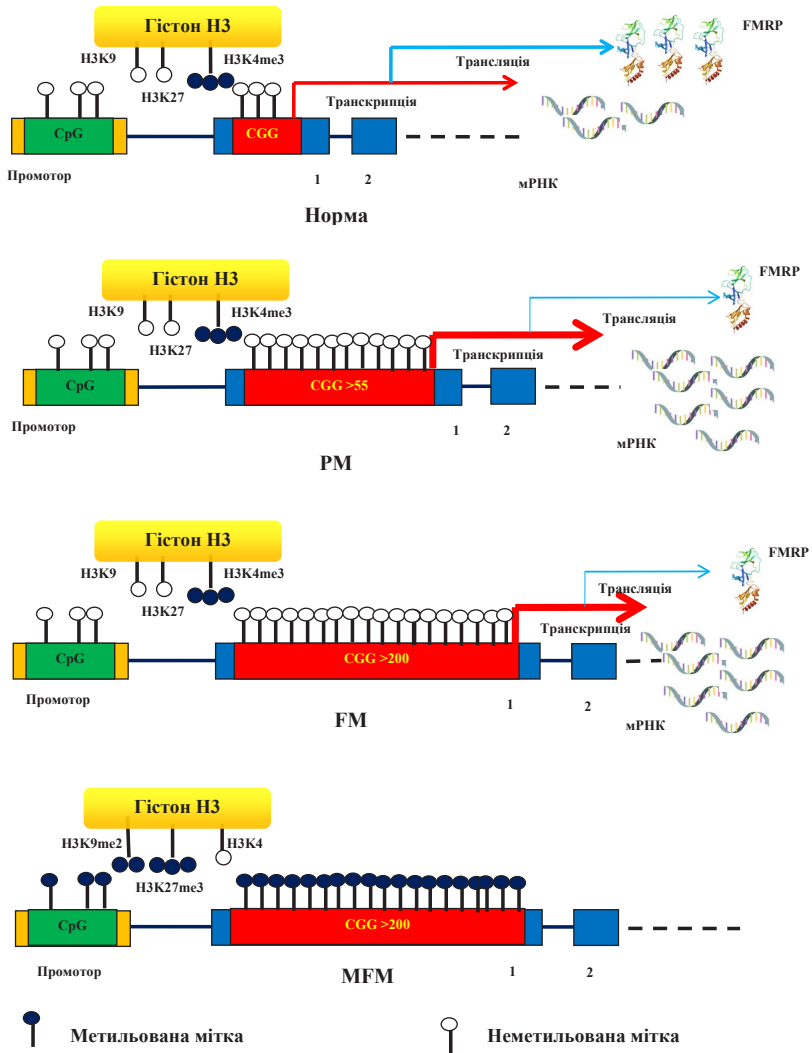 Гістон Н3
FMRP
H3K9
H3K4me3
H3K27
Трансляція
Транскрипція
CpG
CGG
Промотор
1
2
мРНК
Норма
Гістон Н3
FMRP
H3K9
H3K4me3
H3K27
Трансляція
Транскрипція
CpG
CGG >55
Промотор
1
2
мРНК
PM
Гістон Н3
FMRP
H3K9
H3K4me3
H3K27
Трансляція
Транскрипція
CpG
CGG >200
Промотор
1
2
мРНК
FM
Гістон Н3
H3K9me2
H3K4
H3K27me3
CpG
CGG >200
Промотор
1
2
MFM
Метильована мітка
Неметильована мітка